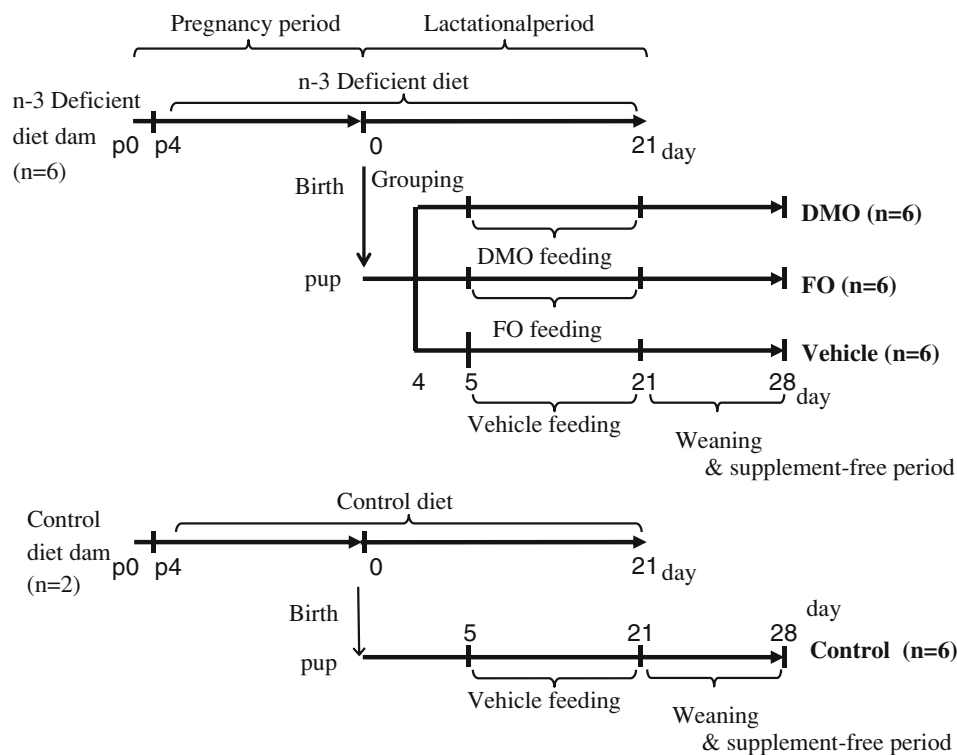 Pregnancy period Lactationalperiod
n-3 Deficient diet
n-3 Deficient
diet dam
(n=6)
p0 p4 0 21 day
Birth Grouping
DMO (n=6)
DMO feeding
pup
FO (n=6)
FO feeding
Vehicle (n=6)
4 5 21 28 day
Vehicle feeding
Weaning
& supplement-free period
Control diet
Control
diet dam
(n=2)
p0 p4 0 21 day
Birth
day
5 21 28
pup
Control (n=6)
Vehicle feeding
Weaning
& supplement-free period